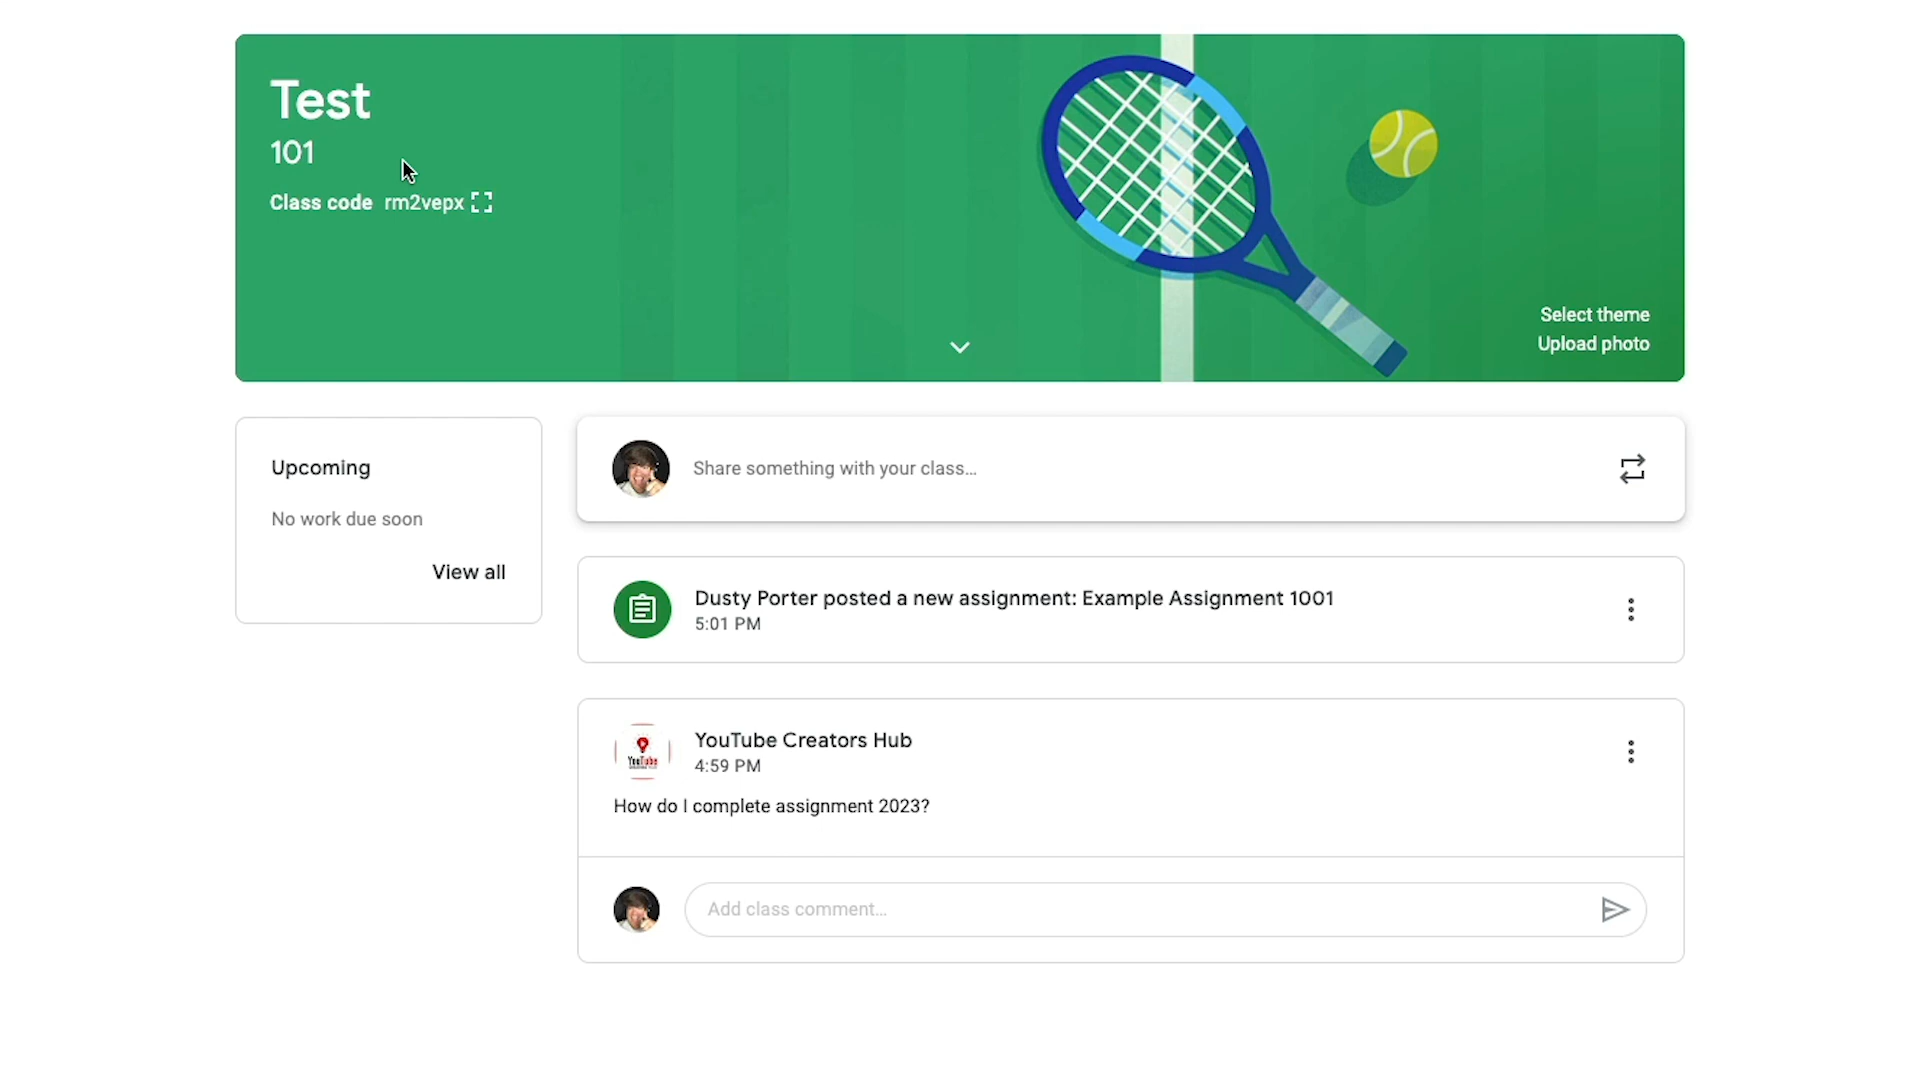 Test
101
Class code rm2vepx
Select theme
Upload photo
Upcoming
No work due soon
View all
Share something with your class...
Dusty Porter posted a new assignment: Example Assignment 1001
5:01 PM
YouTube Creators Hub
4:59 PM
YouTube
How do I complete assignment 2023?
Add class comment...